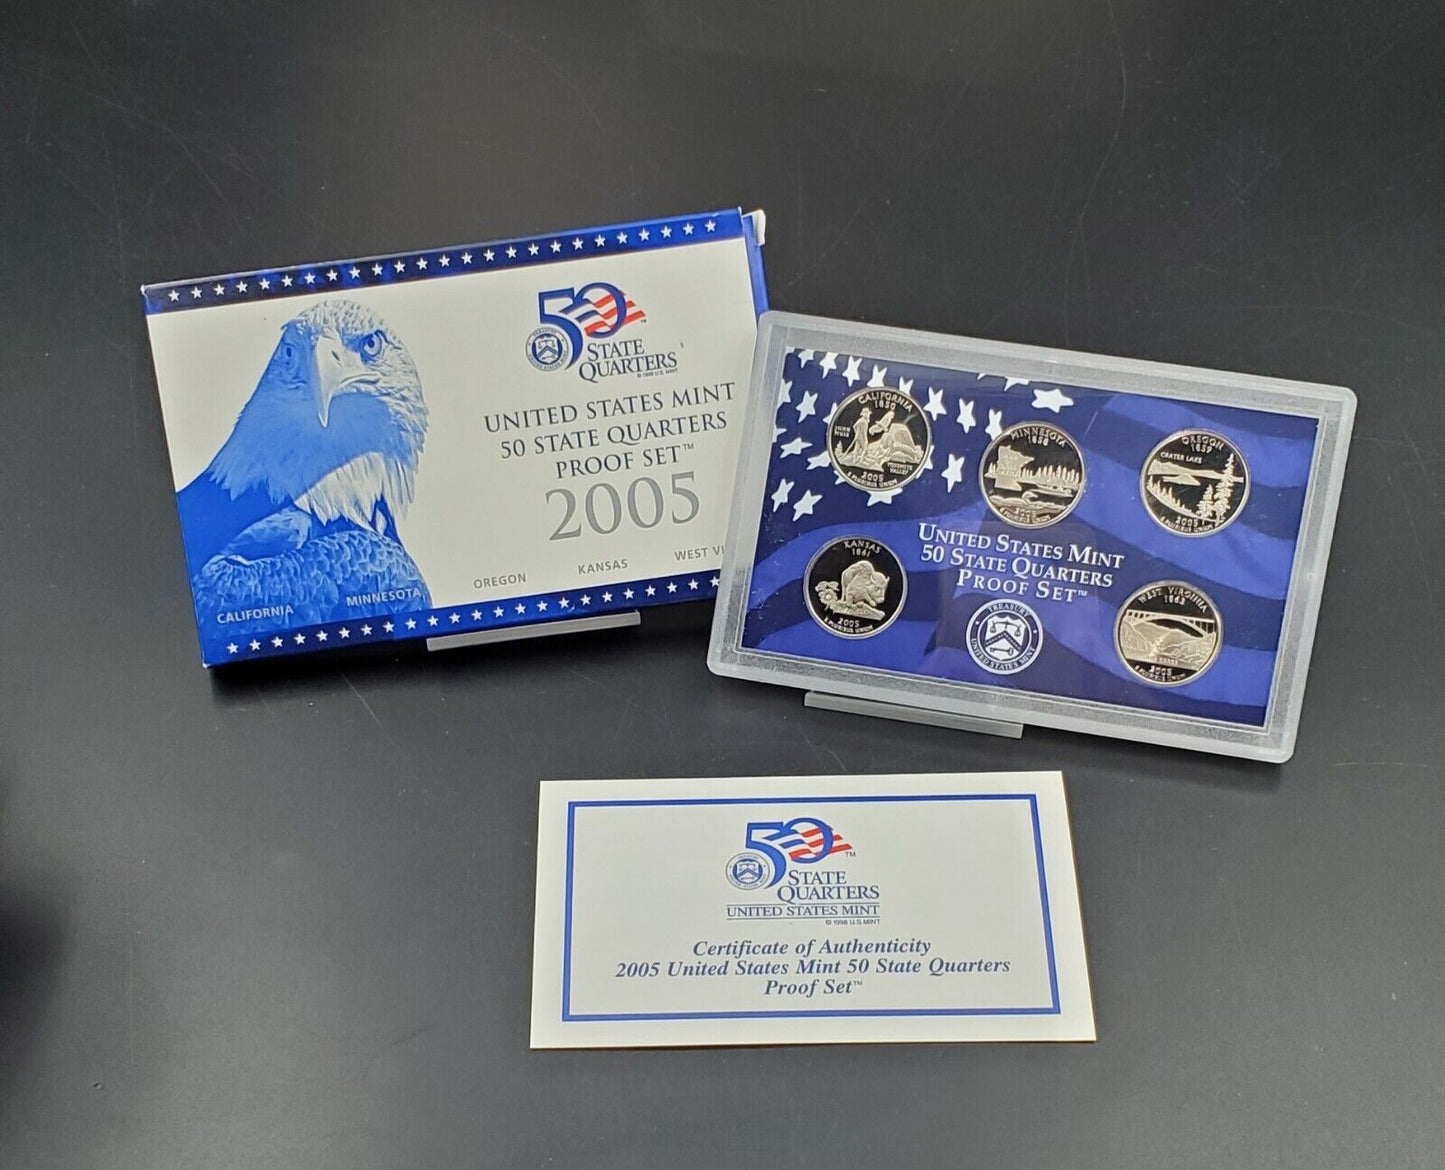 50
STATE
QUARTERS
© 1998 U.S. MINT
UNITED STATES MINT
50 STATE QUARTERS
PROOF SET™
2005
CALIFORNIA
MINNESOTA
OREGON
KANSAS
WEST VI
CALIFORNIA
1850
JOHN
MUIR
YOSEMITE
VALLEY
2005
E PLURIBUS UNUM
MINNESOTA
1858
2005
E PLURIBUS UNUM
OREGON
1859
CRATER LAKE
2005
E PLURIBUS UNUM
KANSAS
1861
2005
E PLURIBUS UNUM
WEST VIRGINIA
1863
2005
E PLURIBUS UNUM
UNITED STATES MINT
50 STATE QUARTERS
PROOF SET™
TREASURY
UNITED STATES MINT
50
TM
STATE
QUARTERS
UNITED STATES MINT
© 1998 U.S. MINT
Certificate of Authenticity
2005 United States Mint 50 State Quarters
Proof Set™